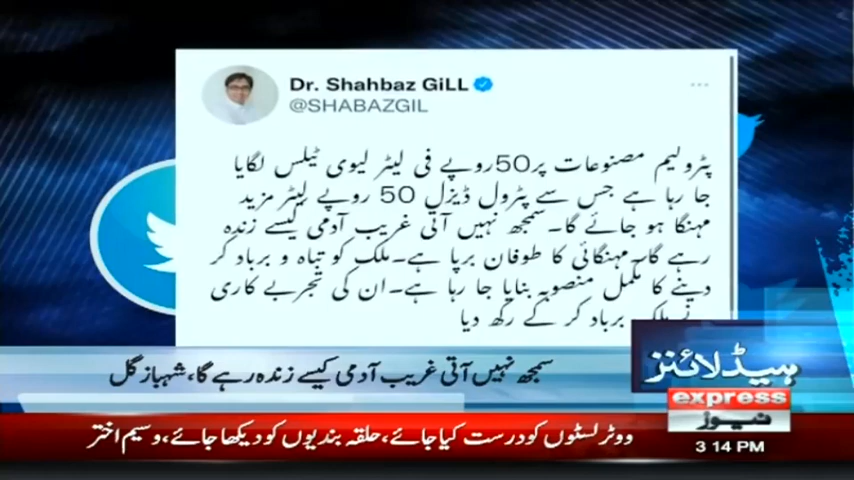 Dr. Shahbaz GiLL
@SHABAZGIL
پٹرولیم مصنوعات پر 50روپے فی لیٹر لیوی ٹیلس لگایا
جا رہا ہے جس سے پٹرول ڈیزل 50 روپے لیٹر مزید
مہنگا ہو جائے گا۔سمجھ نہیں آتی غریب آدمی کیسے زندہ
رہے گا۔مہنگائی کا طوفان برپا ہے۔ملک کو تباہ و برباد کر
دینے کا مکمل منصوبہ بنایا جا رہا ہے۔ان کی تجربے کاری
نے ملک برباد کر کے رکھ دیا
سمجھ نہیں آتی غریب آدمی کیسے زندہ رہے گا، شہباز گل
ہیڈلائنز
express
نیوز
3:14 PM
ووٹر لسٹوں کو درست کیا جائے، حلقہ بندیوں کو دیکھا جائے، وسیم اختر